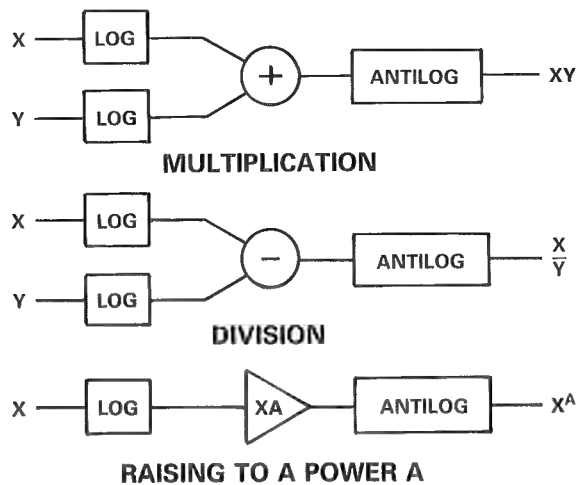 X LOG
+ ANTILOG XY
Y LOG
MULTIPLICATION
X LOG
− ANTILOG X/Y
Y LOG
DIVISION
X LOG XA ANTILOG X^A
RAISING TO A POWER A